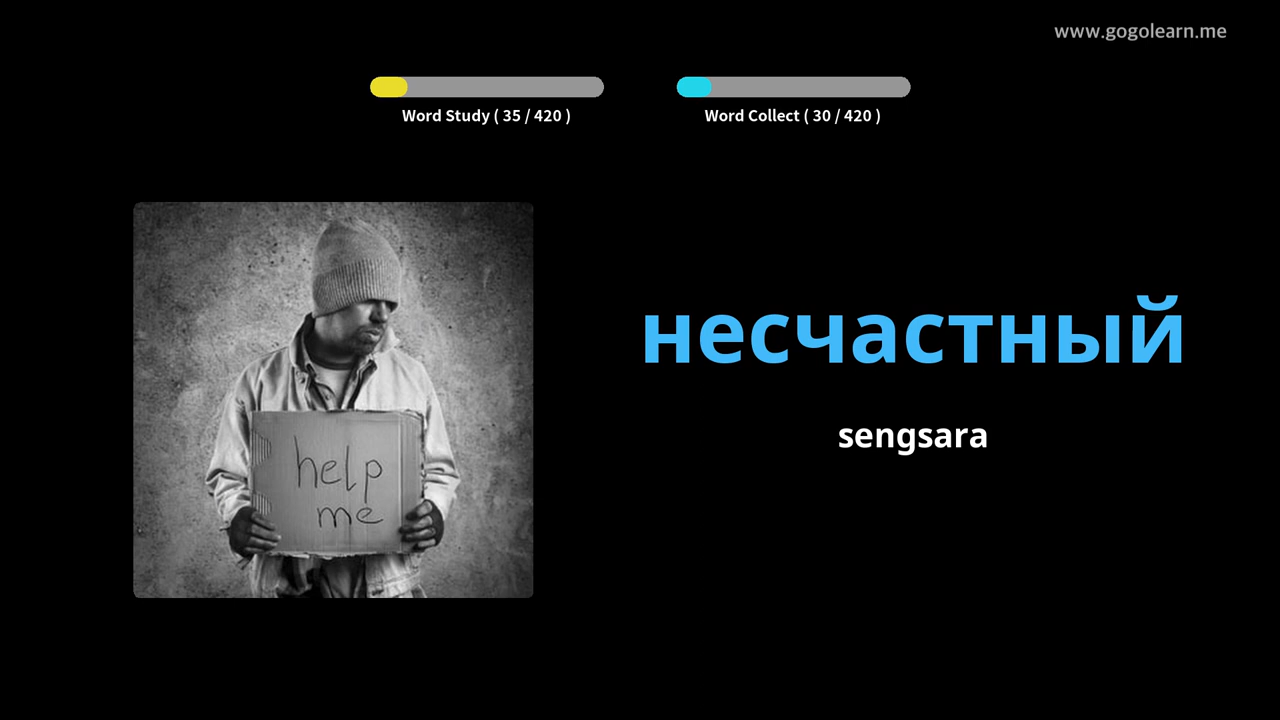 www.gogolearn.me
Word Study ( 35 / 420 )
Word Collect ( 30 / 420 )
несчастный
sengsara
help
me